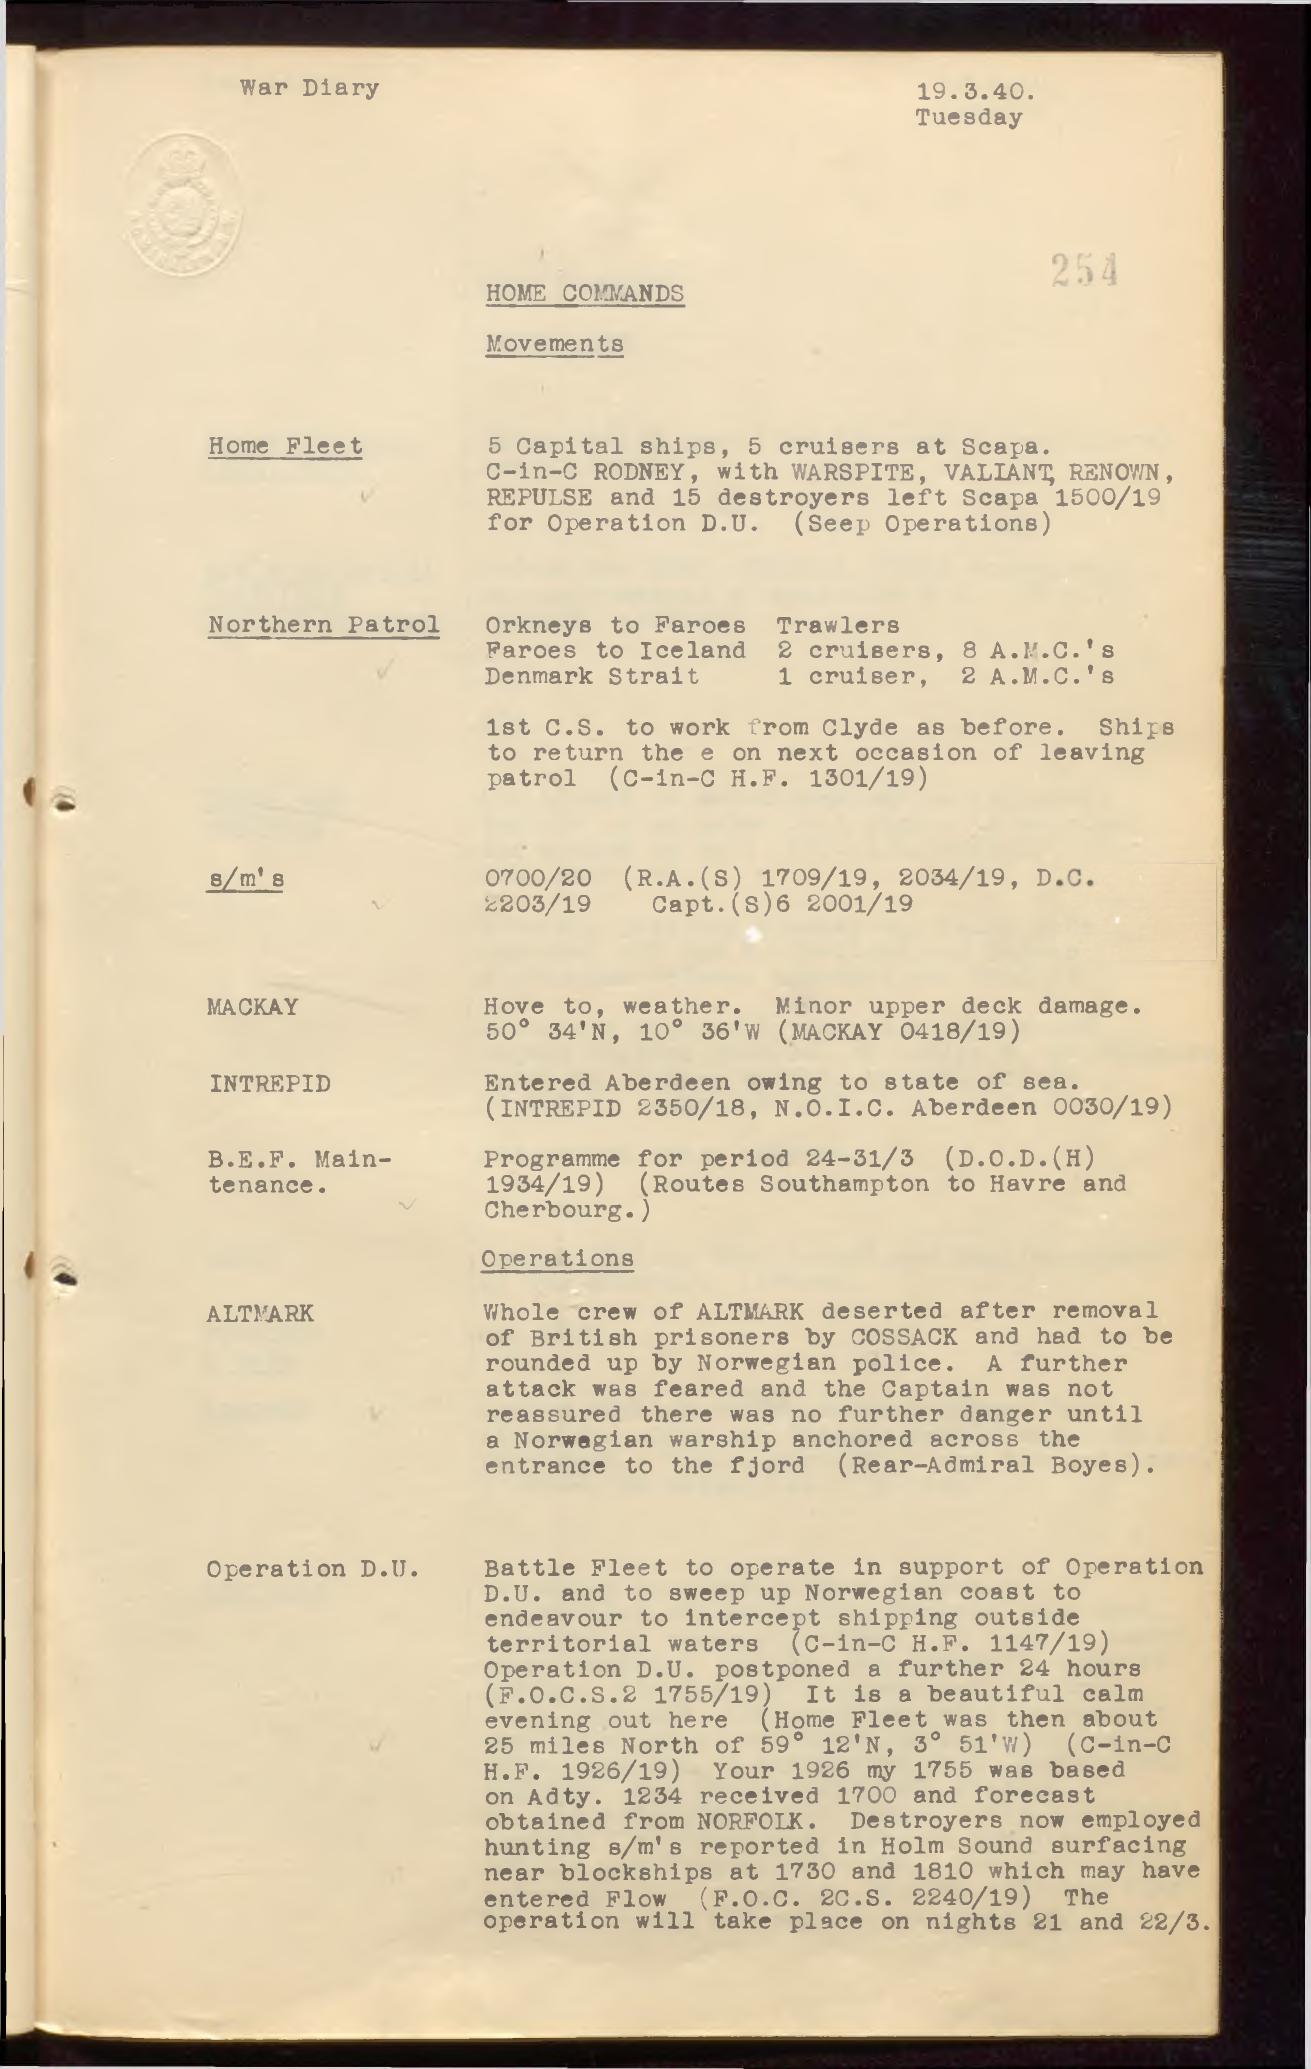 War Diary
19.3.40.
Tuesday
254
HOME COMMANDS
Movements
Home Fleet
5 Capital ships, 5 cruisers at Scapa.
C-in-C RODNEY, with WARSPITE, VALIANT, RENOWN,
REPULSE and 15 destroyers left Scapa 1500/19
for Operation D.U. (Seep Operations)
Northern Patrol
Orkneys to Faroes Trawlers
Faroes to Iceland 2 cruisers, 8 A.M.C.'s
Denmark Strait 1 cruiser, 2 A.M.C.'s
1st C.S. to work from Clyde as before. Ships
to return the e on next occasion of leaving
patrol (C-in-C H.F. 1301/19)
s/m's
0700/20 (R.A.(S) 1709/19, 2034/19, D.C.
2203/19 Capt.(S)6 2001/19
MACKAY
Hove to, weather. Minor upper deck damage.
50° 34'N, 10° 36'W (MACKAY 0418/19)
INTREPID
Entered Aberdeen owing to state of sea.
(INTREPID 2350/18, N.O.I.C. Aberdeen 0030/19)
B.E.F. Main-
tenance.
Programme for period 24-31/3 (D.O.D.(H)
1934/19) (Routes Southampton to Havre and
Cherbourg.)
Operations
ALTMARK
Whole crew of ALTMARK deserted after removal
of British prisoners by COSSACK and had to be
rounded up by Norwegian police. A further
attack was feared and the Captain was not
reassured there was no further danger until
a Norwegian warship anchored across the
entrance to the fjord (Rear-Admiral Boyes).
Operation D.U.
Battle Fleet to operate in support of Operation
D.U. and to sweep up Norwegian coast to
endeavour to intercept shipping outside
territorial waters (C-in-C H.F. 1147/19)
Operation D.U. postponed a further 24 hours
(F.O.C.S.2 1755/19) It is a beautiful calm
evening out here (Home Fleet was then about
25 miles North of 59° 12'N, 3° 51'W) (C-in-C
H.F. 1926/19) Your 1926 my 1755 was based
on Adty. 1234 received 1700 and forecast
obtained from NORFOLK. Destroyers now employed
hunting s/m's reported in Holm Sound surfacing
near blockships at 1730 and 1810 which may have
entered Flow (F.O.C. 2C.S. 2240/19) The
operation will take place on nights 21 and 22/3.